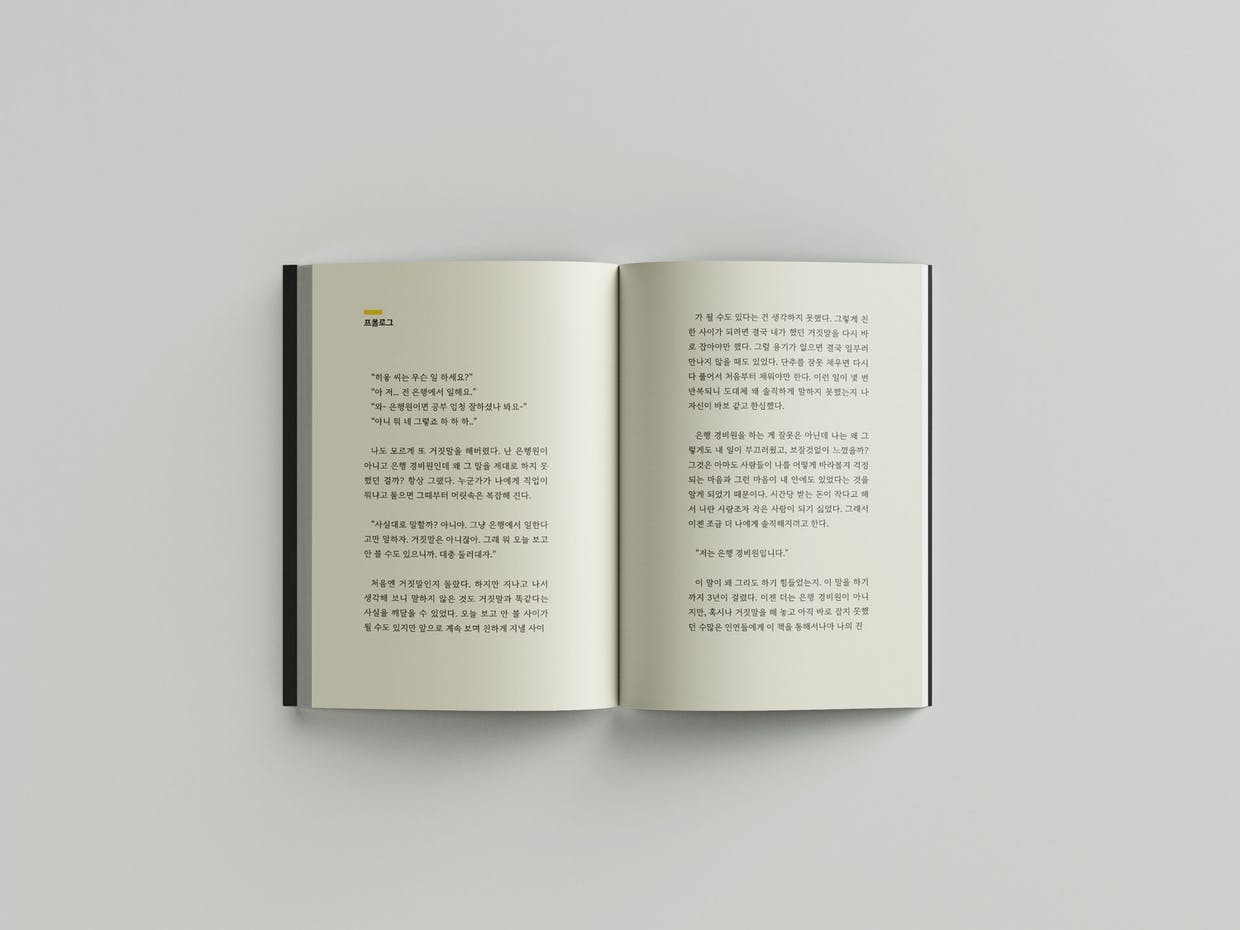 프롤로그
“히옿 씨는 무슨 일 하세요?”
“아 저... 전 은행에서 일해요.”
“와- 은행원이면 공부 엄청 잘하셨나 봐요-”
“아니 뭐 네 그렇죠 하 하 하..”
나도 모르게 또 거짓말을 해버렸다. 난 은행원이
아니고 은행 경비원인데 왜 그 말을 제대로 하지 못
했던 걸까? 항상 그랬다. 누군가가 나에게 직업이
뭐냐고 물으면 그때부터 머릿속은 복잡해 진다.
“사실대로 말할까? 아니야. 그냥 은행에서 일한다
고만 말하자. 거짓말은 아니잖아. 그래 뭐 오늘 보고
안 볼 수도 있으니까. 대충 둘러대자.”
처음엔 거짓말인지 몰랐다. 하지만 지나고 나서
생각해 보니 말하지 않은 것도 거짓말과 똑같다는
사실을 깨달을 수 있었다. 오늘 보고 안 볼 사이가
될 수도 있지만 앞으로 계속 보며 친하게 지낼 사이
가 될 수도 있다는 건 생각하지 못했다. 그렇게 친
한 사이가 되려면 결국 내가 했던 거짓말을 다시 바
로 잡아야만 했다. 그럴 용기가 없으면 결국 일부러
만나지 않을 때도 있었다. 단추를 잘못 채우면 다시
다 풀어서 처음부터 채워야만 한다. 이런 일이 몇 번
반복되니 도대체 왜 솔직하게 말하지 못했는지 나
자신이 바보 같고 한심했다.
은행 경비원을 하는 게 잘못은 아닌데 나는 왜 그
렇게도 내 일이 부끄러웠고, 보잘것없이 느꼈을까?
그것은 아마도 사람들이 나를 어떻게 바라볼지 걱정
되는 마음과 그런 마음이 내 안에도 있었다는 것을
알게 되었기 때문이다. 시간당 받는 돈이 작다고 해
서 나란 사람조차 작은 사람이 되기 싫었다. 그래서
이젠 조금 더 나에게 솔직해지려고 한다.
“저는 은행 경비원입니다.”
이 말이 왜 그리도 하기 힘들었는지. 이 말을 하기
까지 3년이 걸렸다. 이젠 더는 은행 경비원이 아니
지만, 혹시나 거짓말을 해 놓고 아직 바로 잡지 못했
던 수많은 인연들에게 이 책을 통해서나마 나의 진